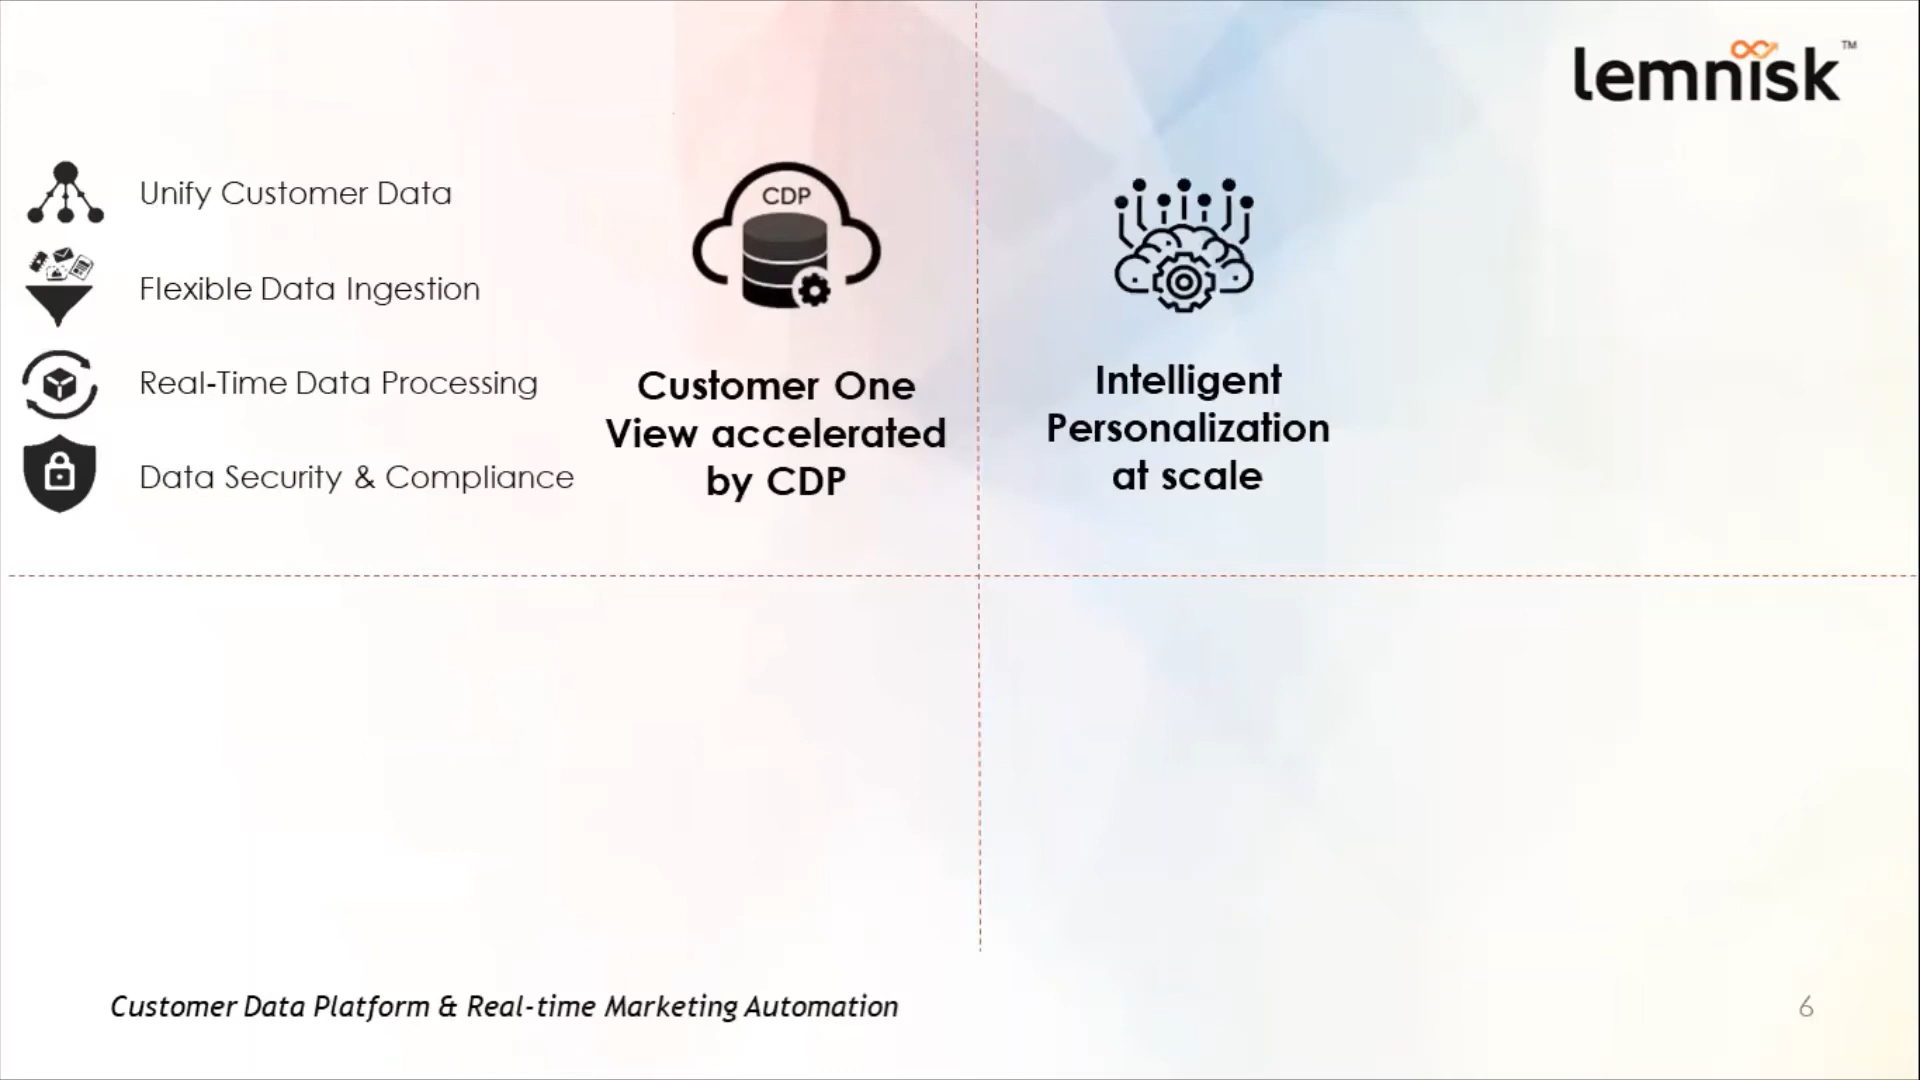 lemnisk™
Unify Customer Data
Flexible Data Ingestion
Real-Time Data Processing
Data Security & Compliance
CDP
Customer One
View accelerated
by CDP
Intelligent
Personalization
at scale
Customer Data Platform & Real-time Marketing Automation
6